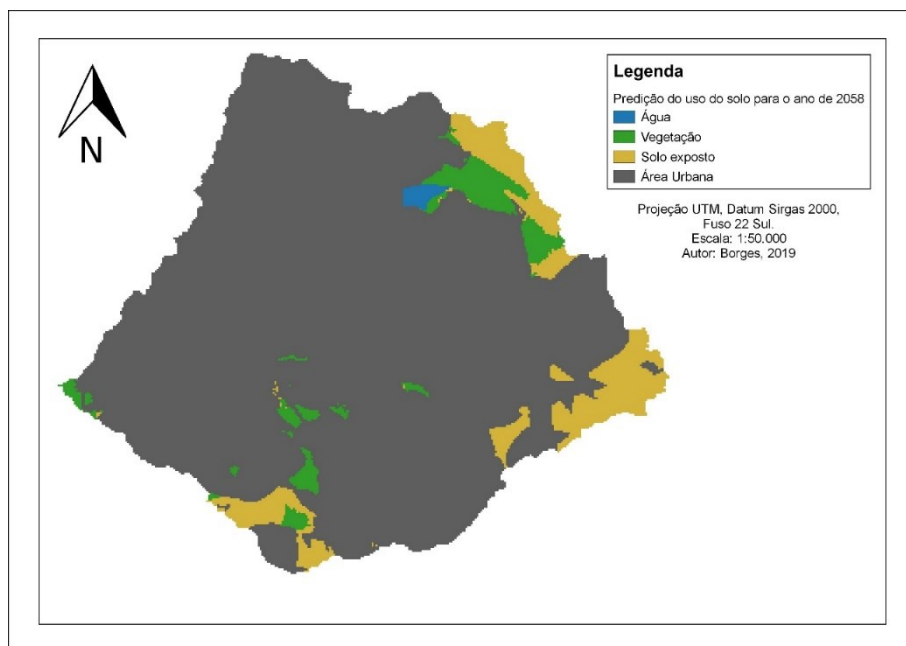 N
Legenda
Predição do uso do solo para o ano de 2058
Água
Vegetação
Solo exposto
Área Urbana
Projeção UTM, Datum Sirgas 2000,
Fuso 22 Sul.
Escala: 1:50.000
Autor: Borges, 2019